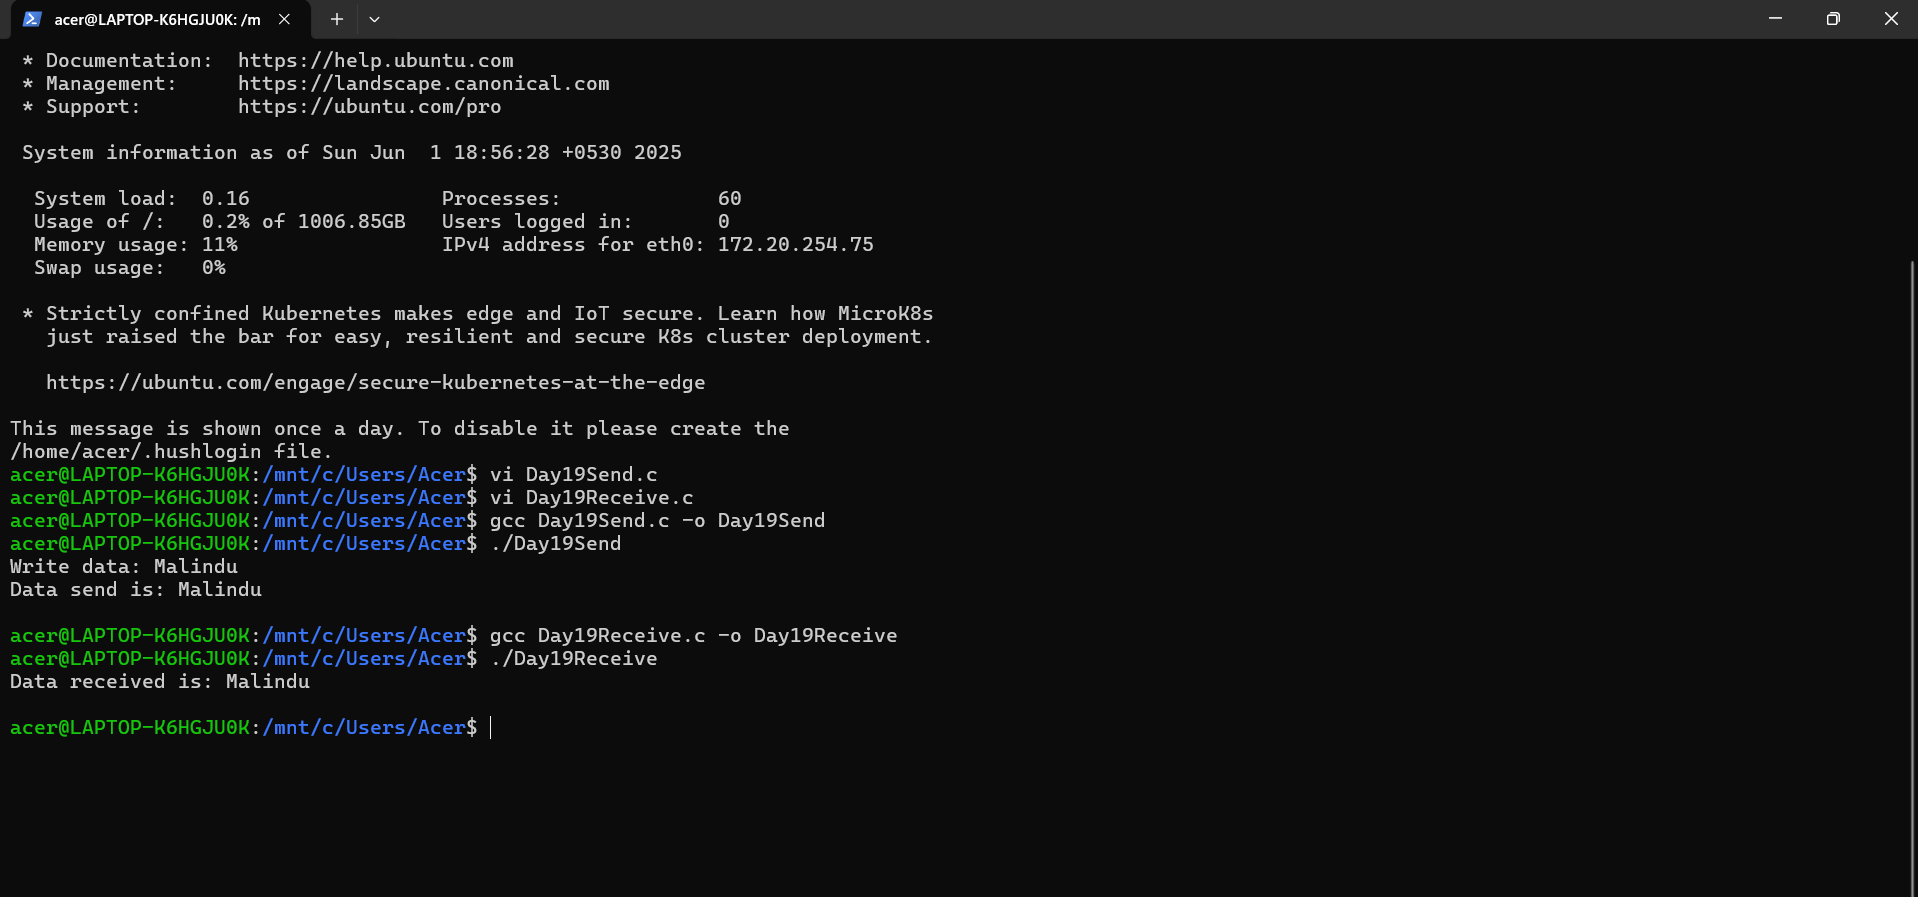 acer@LAPTOP-K6HGJU0K: /m
* Documentation:  https://help.ubuntu.com
* Management:     https://landscape.canonical.com
* Support:        https://ubuntu.com/pro
System information as of Sun Jun  1 18:56:28 +0530 2025
System load:  0.16                Processes:             60
Usage of /:   0.2% of 1006.85GB   Users logged in:       0
Memory usage: 11%                 IPv4 address for eth0: 172.20.254.75
Swap usage:   0%
* Strictly confined Kubernetes makes edge and IoT secure. Learn how MicroK8s
just raised the bar for easy, resilient and secure K8s cluster deployment.
https://ubuntu.com/engage/secure-kubernetes-at-the-edge
This message is shown once a day. To disable it please create the
/home/acer/.hushlogin file.
acer@LAPTOP-K6HGJU0K:/mnt/c/Users/Acer$ vi Day19Send.c
acer@LAPTOP-K6HGJU0K:/mnt/c/Users/Acer$ vi Day19Receive.c
acer@LAPTOP-K6HGJU0K:/mnt/c/Users/Acer$ gcc Day19Send.c -o Day19Send
acer@LAPTOP-K6HGJU0K:/mnt/c/Users/Acer$ ./Day19Send
Write data: Malindu
Data send is: Malindu
acer@LAPTOP-K6HGJU0K:/mnt/c/Users/Acer$ gcc Day19Receive.c -o Day19Receive
acer@LAPTOP-K6HGJU0K:/mnt/c/Users/Acer$ ./Day19Receive
Data received is: Malindu
acer@LAPTOP-K6HGJU0K:/mnt/c/Users/Acer$